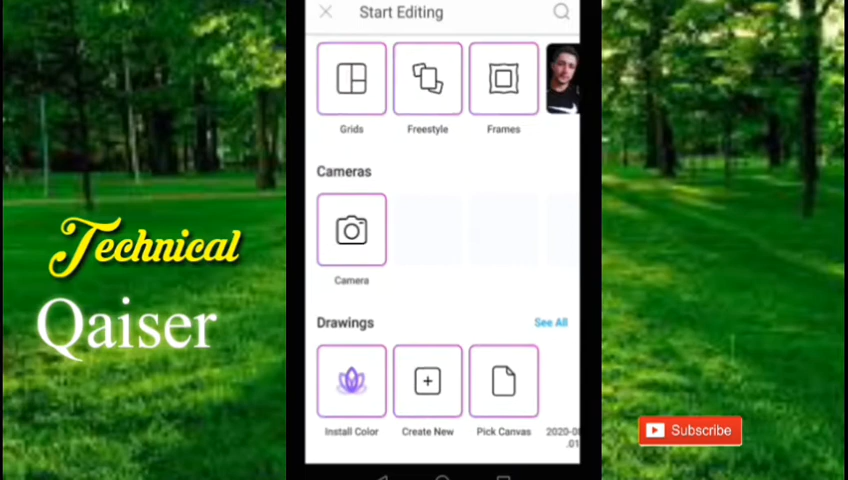 Start Editing
Grids
Freestyle
Frames
Cameras
Camera
Drawings
See All
Install Color
Create New
Pick Canvas
Technical
Qaiser
Subscribe